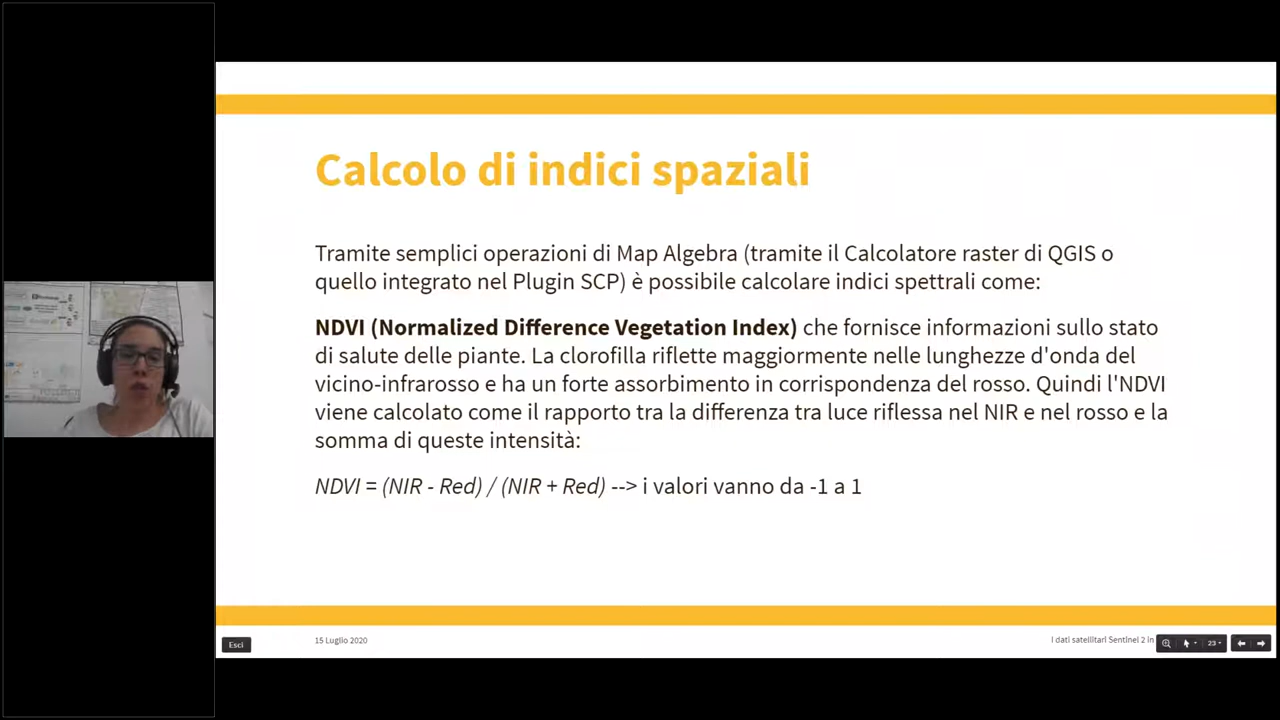 Calcolo di indici spaziali
Tramite semplici operazioni di Map Algebra (tramite il Calcolatore raster di QGIS o
quello integrato nel Plugin SCP) è possibile calcolare indici spettrali come:
NDVI (Normalized Difference Vegetation Index) che fornisce informazioni sullo stato
di salute delle piante. La clorofilla riflette maggiormente nelle lunghezze d'onda del
vicino-infrarosso e ha un forte assorbimento in corrispondenza del rosso. Quindi l'NDVI
viene calcolato come il rapporto tra la differenza tra luce riflessa nel NIR e nel rosso e la
somma di queste intensità:
NDVI = (NIR - Red) / (NIR + Red) --> i valori vanno da -1 a 1
Esci
15 Luglio 2020
I dati satellitari Sentinel 2 in
23